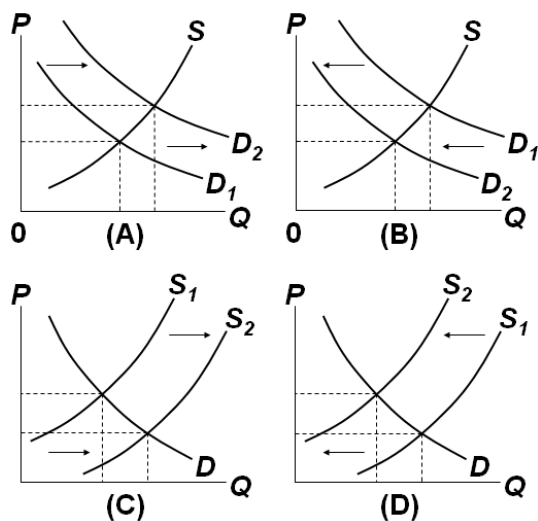 P S P S
D₂ D₁
D₁ D₂
0 (A) Q 0 (B) Q
P S₁ S₂ P S₂ S₁
D D
(C) Q (D) Q